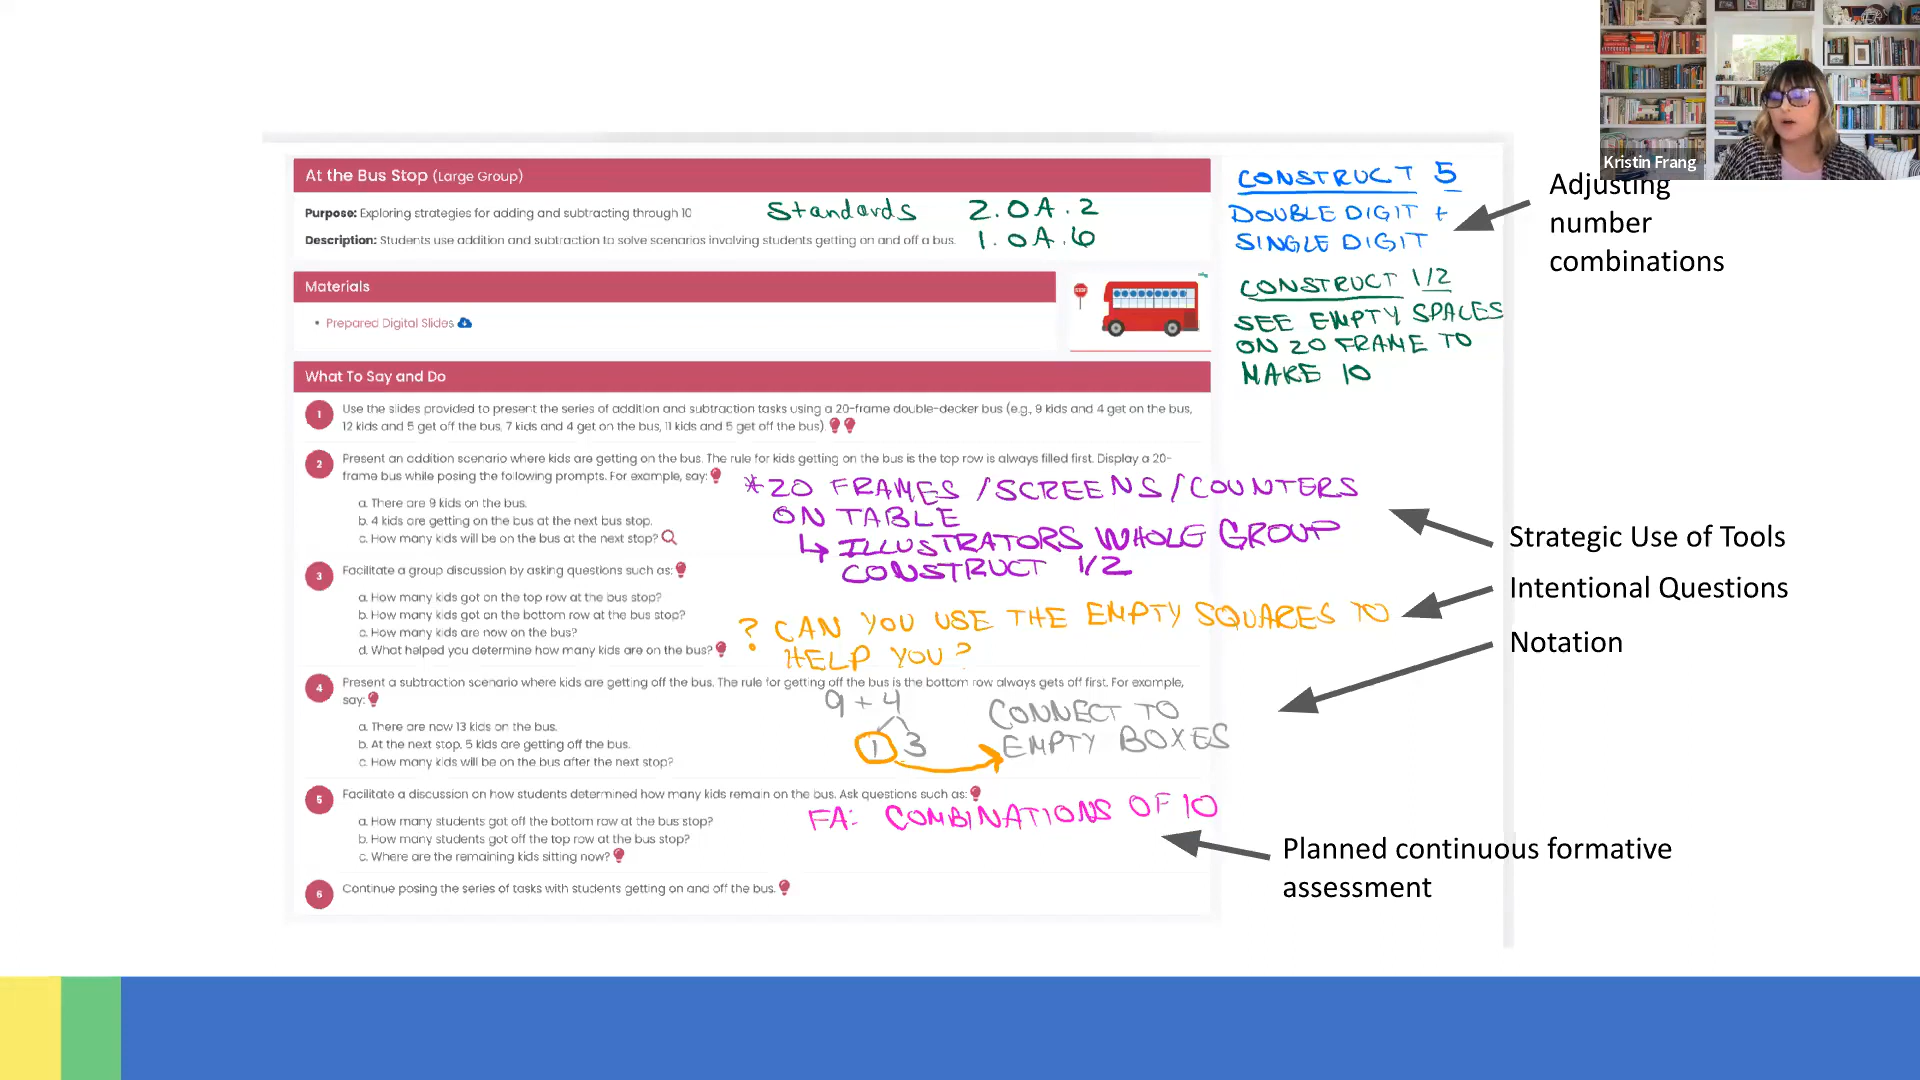 Kristin Frang
At the Bus Stop (Large Group)
Purpose: Exploring strategies for adding and subtracting through 10
Description: Students use addition and subtraction to solve scenarios involving students getting on and off a bus.
Standards 2.OA.2
1.OA.6
Materials
• Prepared Digital Slides
STOP
What To Say and Do
1 Use the slides provided to present the series of addition and subtraction tasks using a 20-frame double-decker bus (e.g., 9 kids and 4 get on the bus,
12 kids and 5 get off the bus, 7 kids and 4 get on the bus, 11 kids and 5 get off the bus).
2 Present an addition scenario where kids are getting on the bus. The rule for kids getting on the bus is the top row is always filled first. Display a 20-
frame bus while posing the following prompts. For example, say:
a. There are 9 kids on the bus.
b. 4 kids are getting on the bus at the next bus stop.
c. How many kids will be on the bus at the next stop?
*20 FRAMES / SCREENS / COUNTERS
ON TABLE
↳ ILLUSTRATORS WHOLE GROUP
CONSTRUCT 1/2
3 Facilitate a group discussion by asking questions such as:
a. How many kids got on the top row at the bus stop?
b. How many kids got on the bottom row at the bus stop?
c. How many kids are now on the bus?
d. What helped you determine how many kids are on the bus?
? CAN YOU USE THE EMPTY SQUARES TO
HELP YOU?
4 Present a subtraction scenario where kids are getting off the bus. The rule for getting off the bus is the bottom row always gets off first. For example,
say:
a. There are now 13 kids on the bus.
b. At the next stop, 5 kids are getting off the bus.
c. How many kids will be on the bus after the next stop?
9 + 4
1 3
CONNECT TO
EMPTY BOXES
5 Facilitate a discussion on how students determined how many kids remain on the bus. Ask questions such as:
a. How many students got off the bottom row at the bus stop?
b. How many students got off the top row at the bus stop?
c. Where are the remaining kids sitting now?
FA: COMBINATIONS OF 10
6 Continue posing the series of tasks with students getting on and off the bus.
CONSTRUCT 5
DOUBLE DIGIT +
SINGLE DIGIT
CONSTRUCT 1/2
SEE EMPTY SPACES
ON 20 FRAME TO
MAKE 10
Adjusting
number
combinations
Strategic Use of Tools
Intentional Questions
Notation
Planned continuous formative
assessment